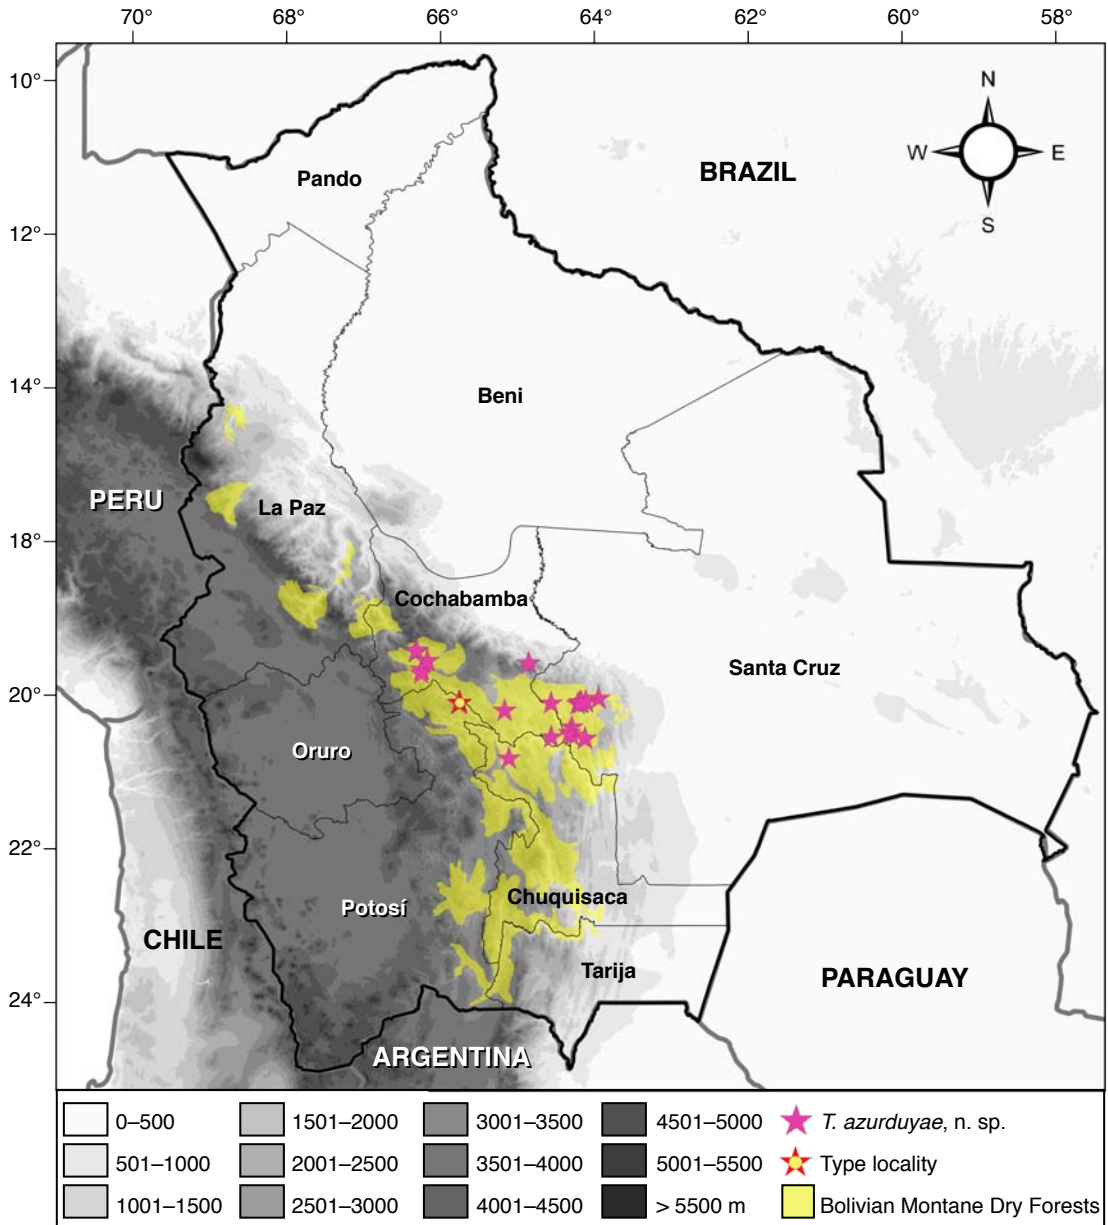 70° 68° 66° 64° 62° 60° 58°
10°
12°
14°
16°
18°
20°
22°
24°
N
W E
S
BRAZIL
Pando
Beni
PERU
La Paz
Cochabamba
Santa Cruz
Oruro
Potosí
Chuquisaca
CHILE
Tarija
PARAGUAY
ARGENTINA
0–500 1501–2000 3001–3500 4501–5000 T. azurduyae, n. sp.
501–1000 2001–2500 3501–4000 5001–5500 Type locality
1001–1500 2501–3000 4001–4500 > 5500 m Bolivian Montane Dry Forests